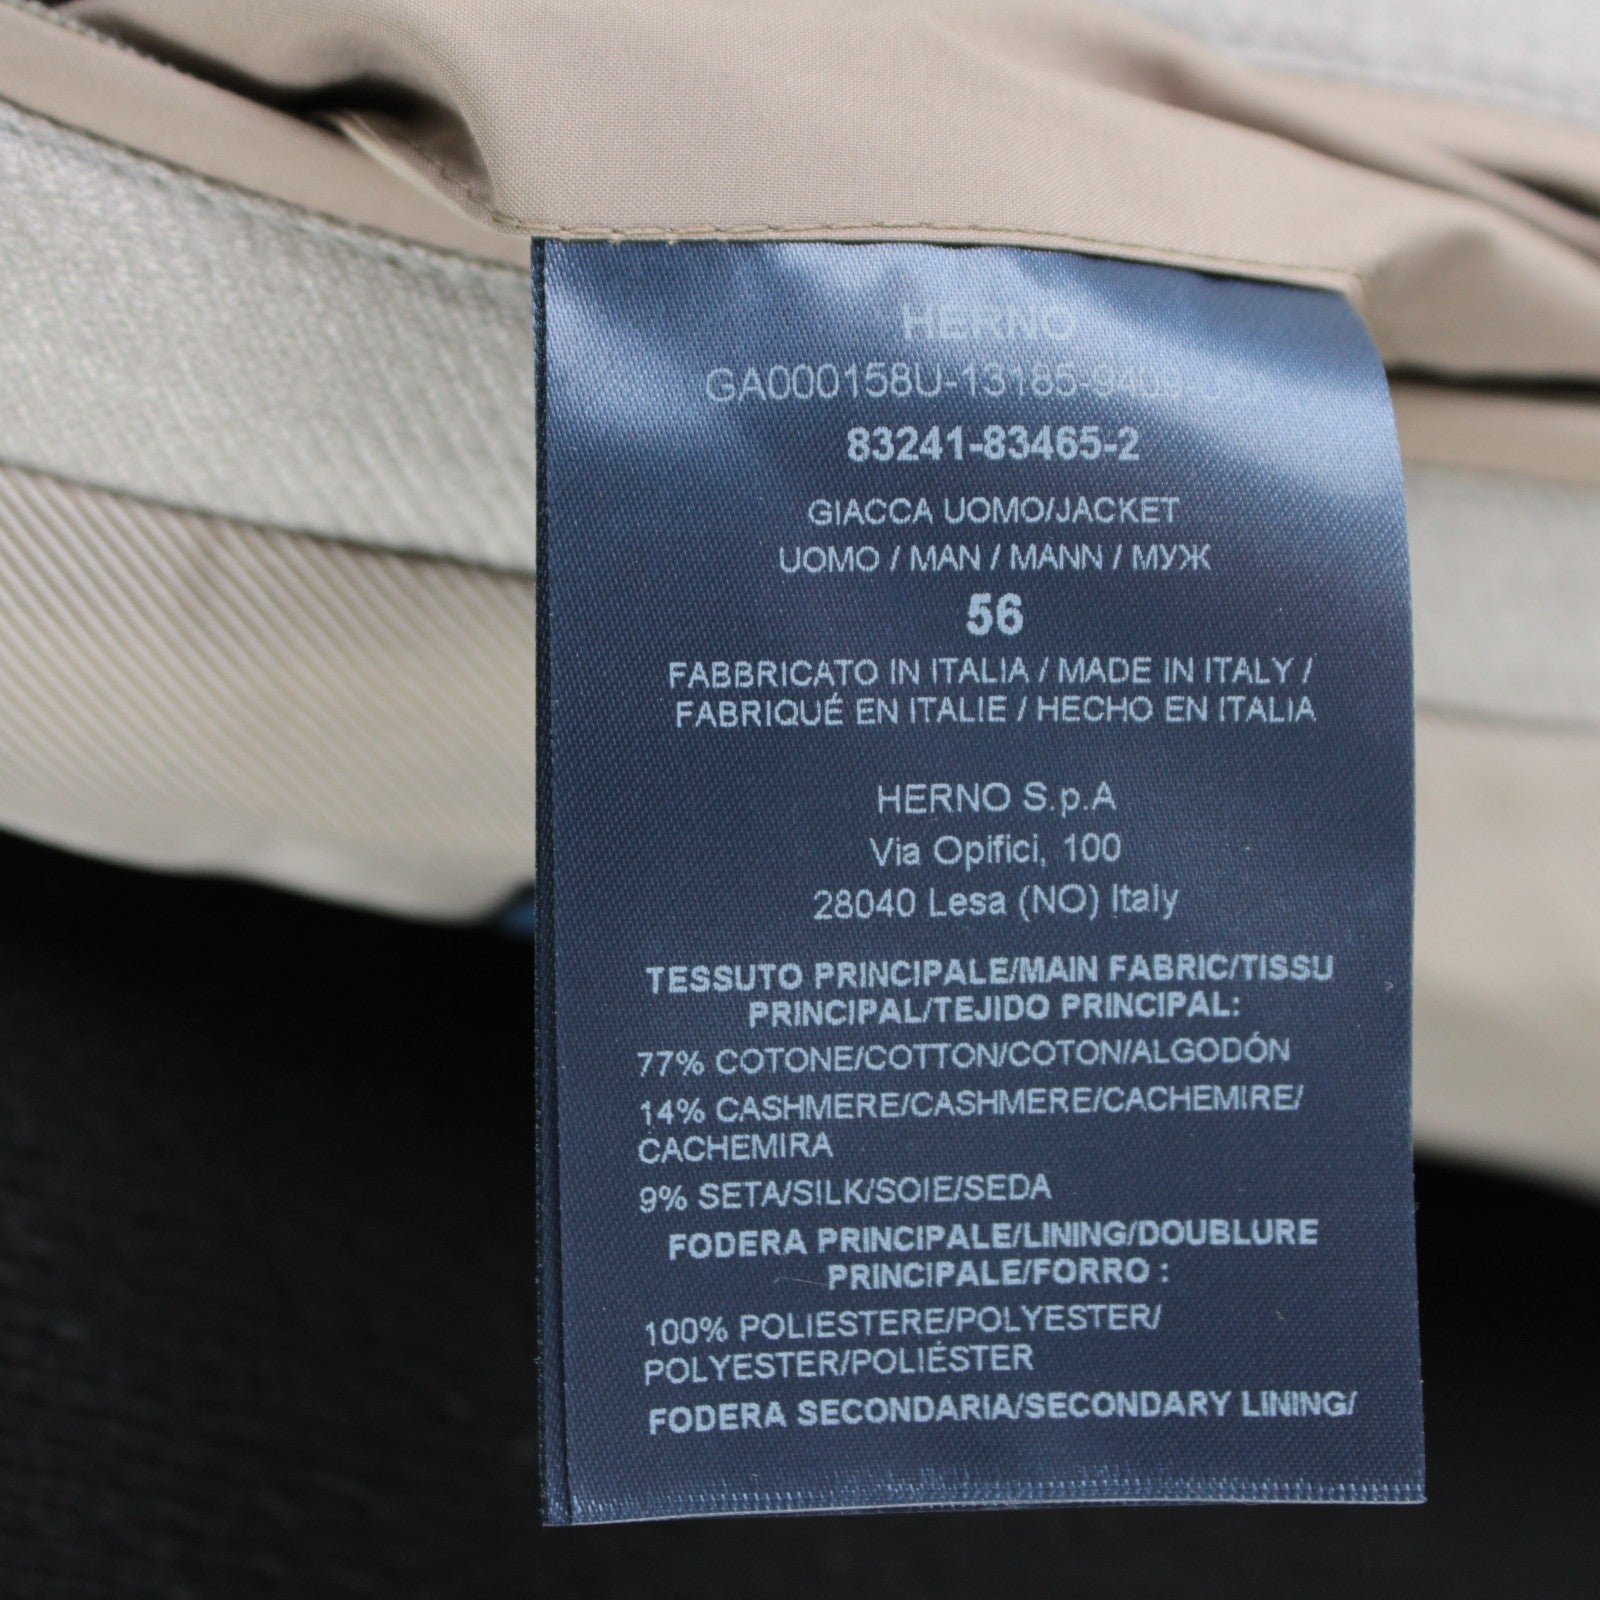 HERNO
GA000158U-13185-9409
83241-83465-2
GIACCA UOMO/JACKET
UOMO / MAN / MANN / МУЖ
56
FABBRICATO IN ITALIA / MADE IN ITALY /
FABRIQUÉ EN ITALIE / HECHO EN ITALIA
HERNO S.p.A
Via Opifici, 100
28040 Lesa (NO) Italy
TESSUTO PRINCIPALE/MAIN FABRIC/TISSU
PRINCIPAL/TEJIDO PRINCIPAL:
77% COTONE/COTTON/COTON/ALGODÓN
14% CASHMERE/CASHMERE/CACHEMIRE/
CACHEMIRA
9% SETA/SILK/SOIE/SEDA
FODERA PRINCIPALE/LINING/DOUBLURE
PRINCIPALE/FORRO :
100% POLIESTERE/POLYESTER/
POLYESTER/POLIÉSTER
FODERA SECONDARIA/SECONDARY LINING/